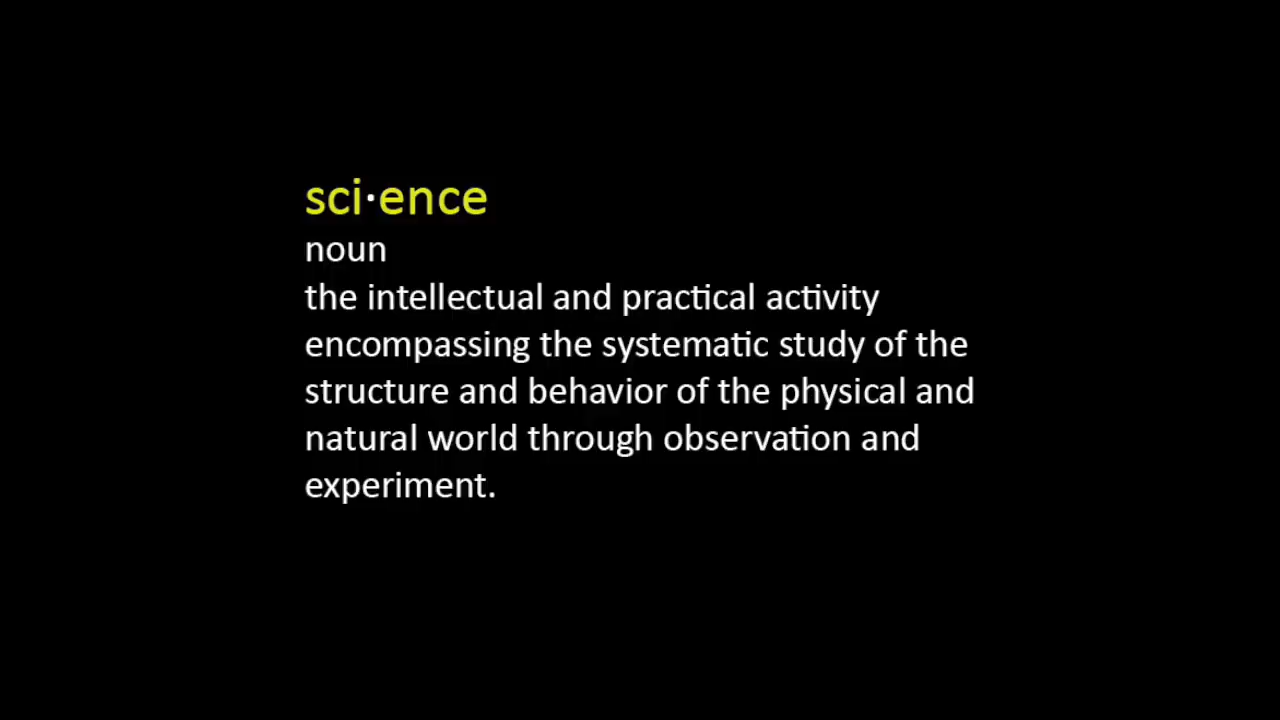 sci·ence
noun
the intellectual and practical activity
encompassing the systematic study of the
structure and behavior of the physical and
natural world through observation and
experiment.